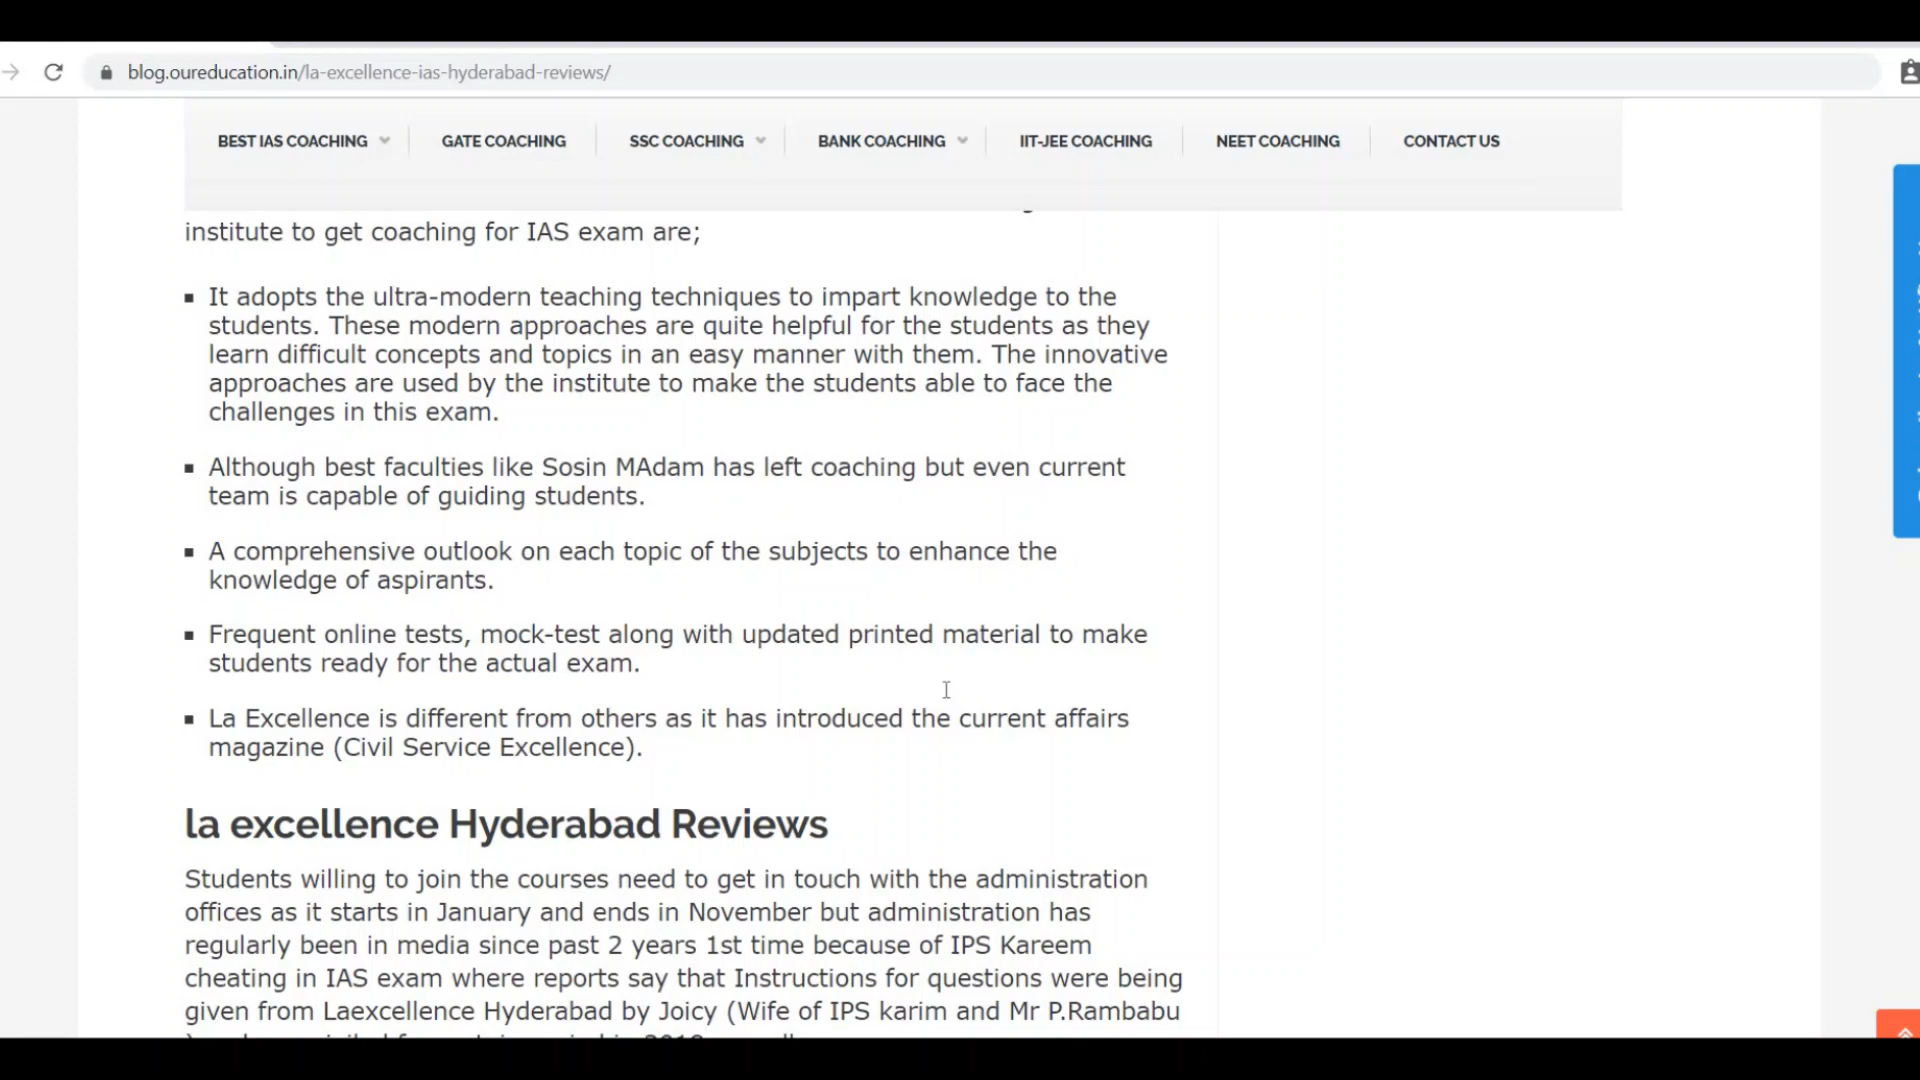 blog.oureducation.in/la-excellence-ias-hyderabad-reviews/
BEST IAS COACHING GATE COACHING SSC COACHING BANK COACHING IIT-JEE COACHING NEET COACHING CONTACT US
institute to get coaching for IAS exam are;
▪ It adopts the ultra-modern teaching techniques to impart knowledge to the
students. These modern approaches are quite helpful for the students as they
learn difficult concepts and topics in an easy manner with them. The innovative
approaches are used by the institute to make the students able to face the
challenges in this exam.
▪ Although best faculties like Sosin MAdam has left coaching but even current
team is capable of guiding students.
▪ A comprehensive outlook on each topic of the subjects to enhance the
knowledge of aspirants.
▪ Frequent online tests, mock-test along with updated printed material to make
students ready for the actual exam.
▪ La Excellence is different from others as it has introduced the current affairs
magazine (Civil Service Excellence).
la excellence Hyderabad Reviews
Students willing to join the courses need to get in touch with the administration
offices as it starts in January and ends in November but administration has
regularly been in media since past 2 years 1st time because of IPS Kareem
cheating in IAS exam where reports say that Instructions for questions were being
given from Laexcellence Hyderabad by Joicy (Wife of IPS karim and Mr P.Rambabu